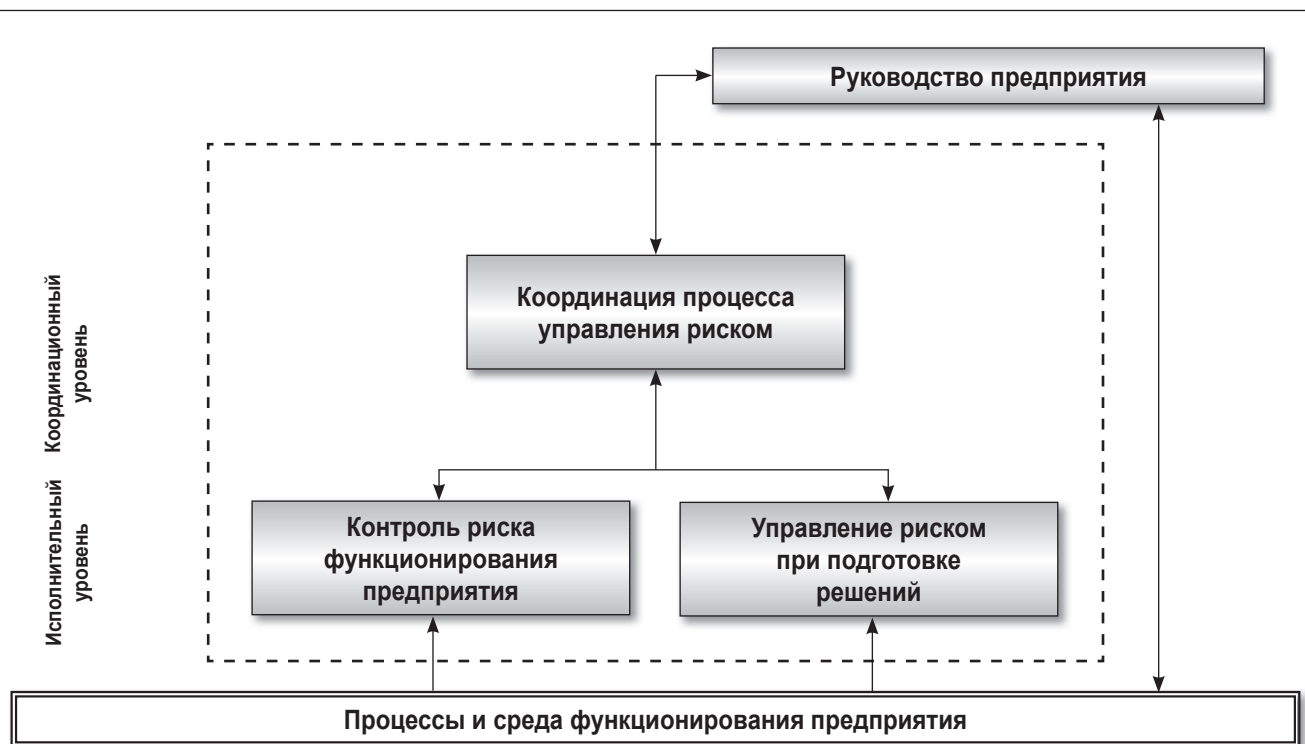 Руководство предприятия
Координационный
уровень
Координация процесса
управления риском
Исполнительный
уровень
Контроль риска
функционирования
предприятия
Управление риском
при подготовке
решений
Процессы и среда функционирования предприятия